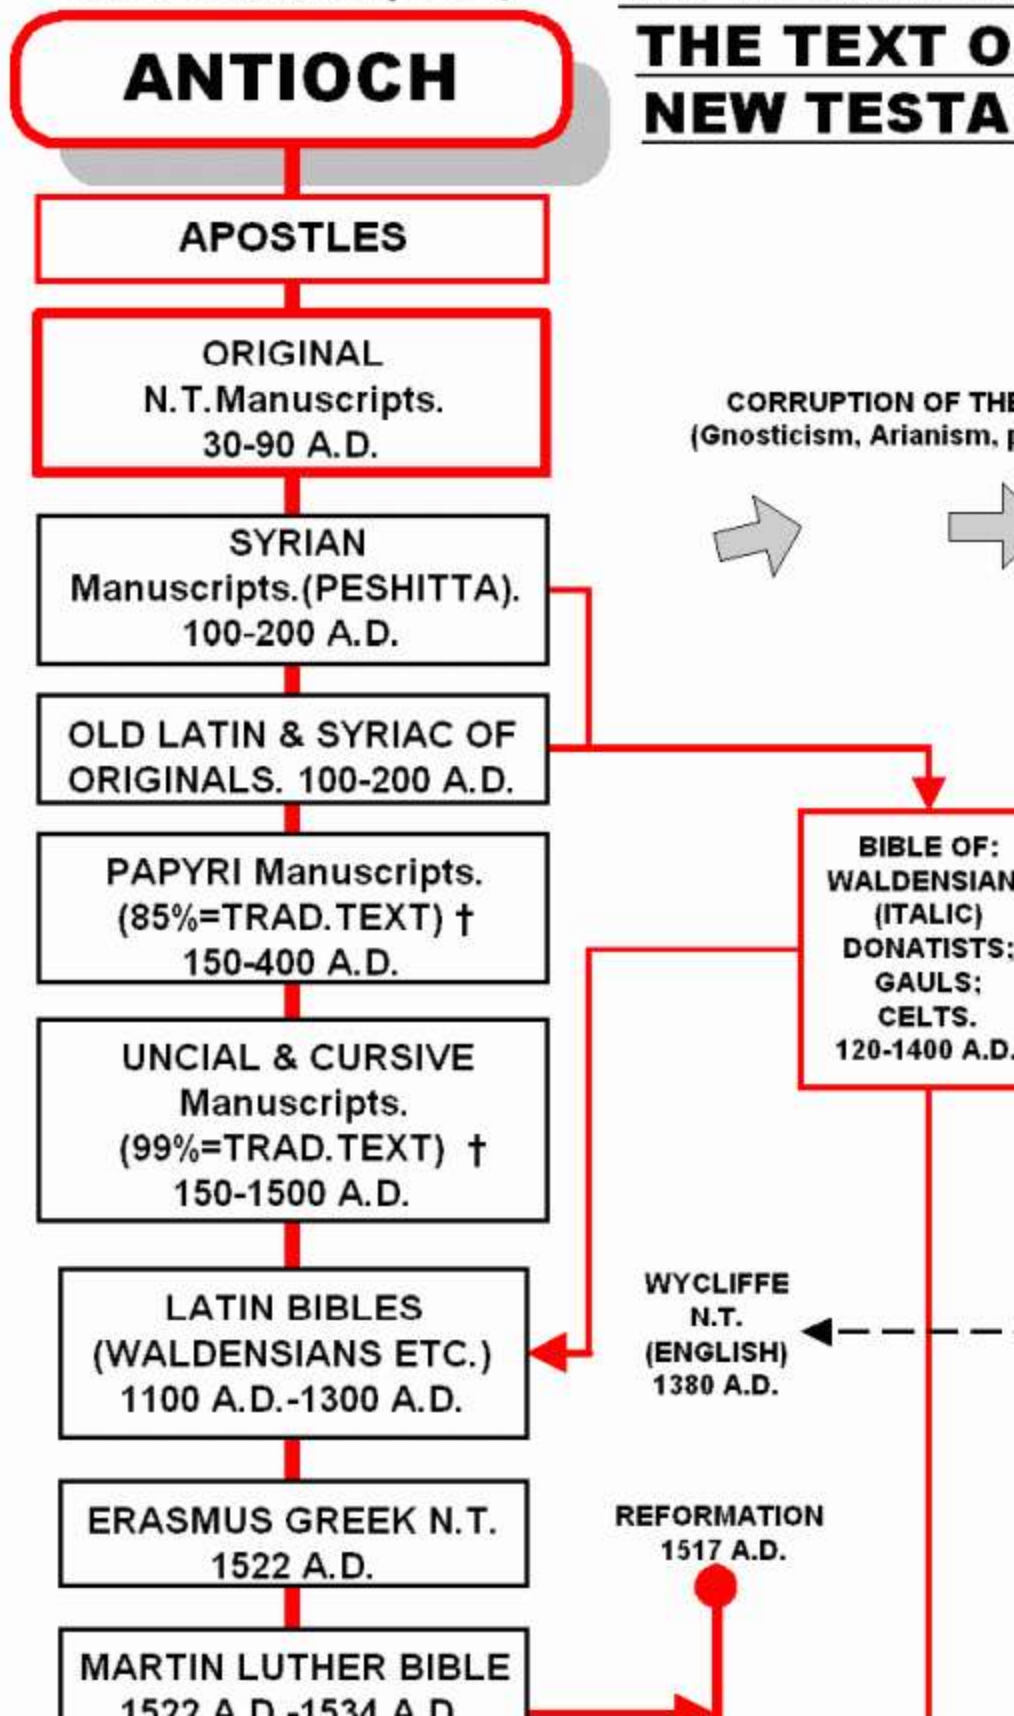 ANTIOCH
THE TEXT O
NEW TESTA
APOSTLES
ORIGINAL
N.T.Manuscripts.
30-90 A.D.
CORRUPTION OF THE
(Gnosticism, Arianism, p
SYRIAN
Manuscripts.(PESHITTA).
100-200 A.D.
OLD LATIN & SYRIAC OF
ORIGINALS. 100-200 A.D.
PAPYRI Manuscripts.
(85%=TRAD.TEXT) †
150-400 A.D.
BIBLE OF:
WALDENSIAN
(ITALIC)
DONATISTS;
GAULS;
CELTS.
120-1400 A.D.
UNCIAL & CURSIVE
Manuscripts.
(99%=TRAD.TEXT) †
150-1500 A.D.
LATIN BIBLES
(WALDENSIANS ETC.)
1100 A.D.-1300 A.D.
WYCLIFFE
N.T.
(ENGLISH)
1380 A.D.
ERASMUS GREEK N.T.
1522 A.D.
REFORMATION
1517 A.D.
MARTIN LUTHER BIBLE
1522 A.D.-1534 A.D.